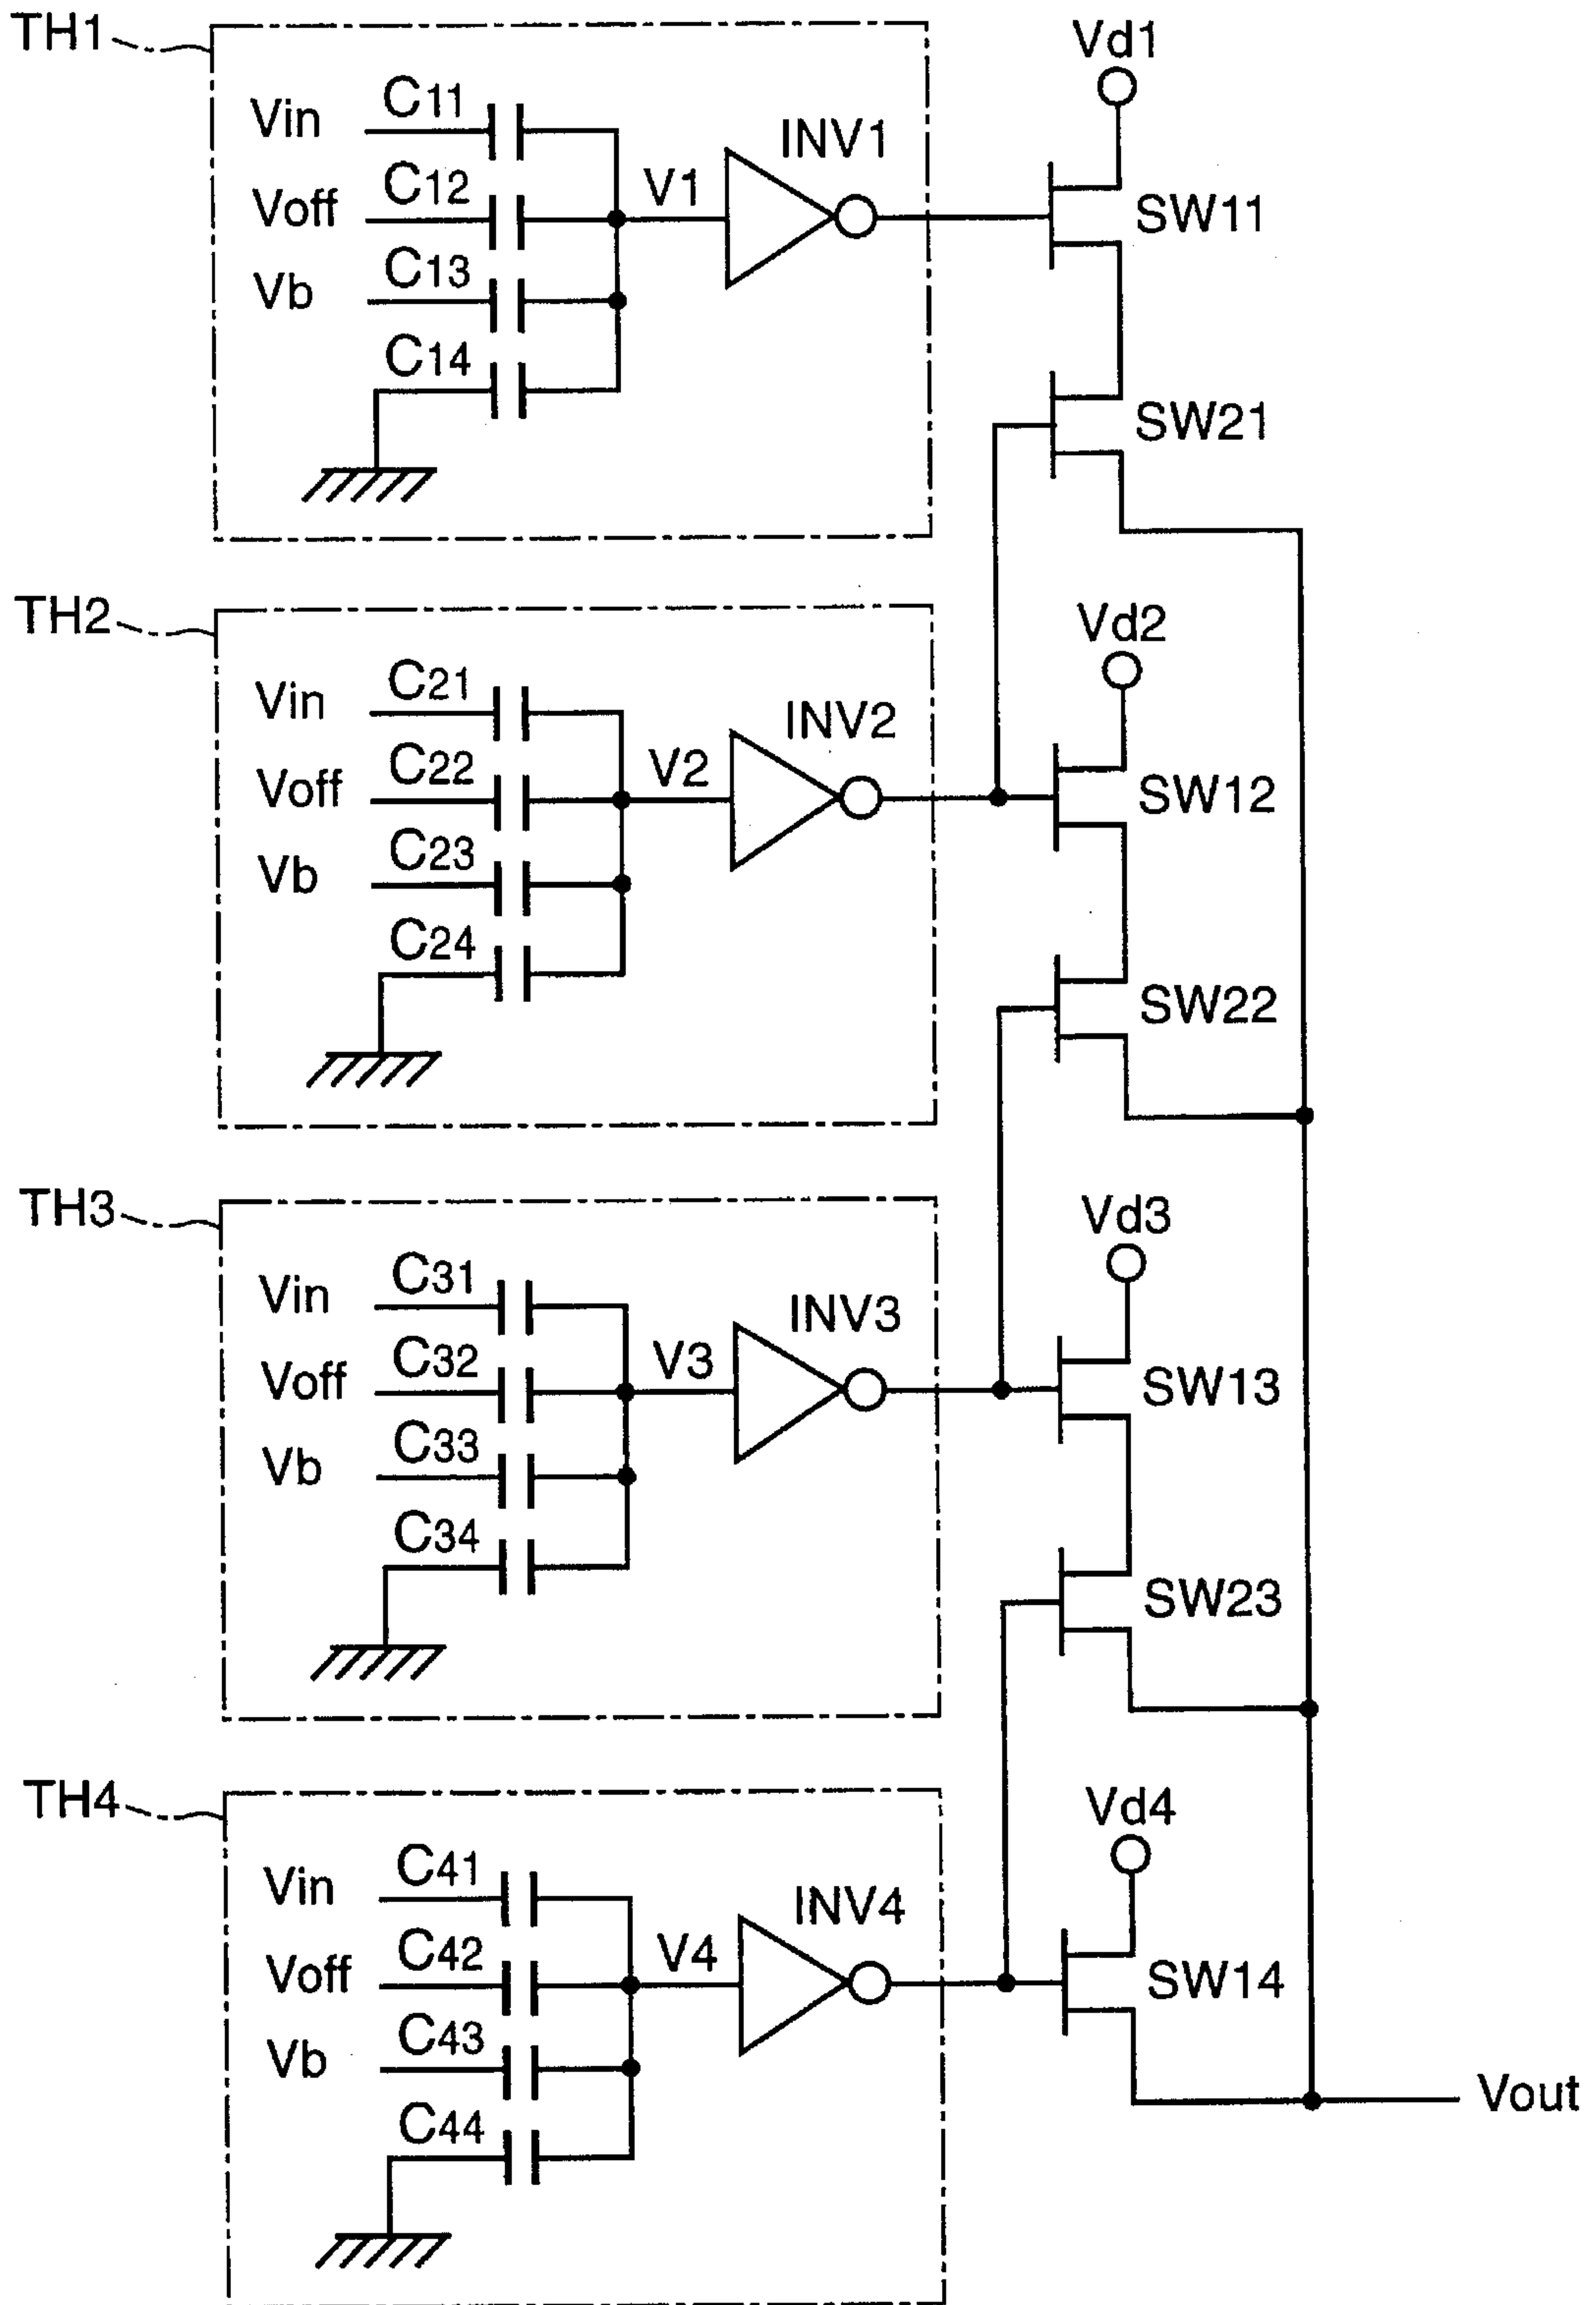 TH1
Vin
C11
Voff
C12
Vb
C13
C14
V1
INV1
Vd1
SW11
SW21
TH2
Vin
C21
Voff
C22
Vb
C23
C24
V2
INV2
Vd2
SW12
SW22
TH3
Vin
C31
Voff
C32
Vb
C33
C34
V3
INV3
Vd3
SW13
SW23
TH4
Vin
C41
Voff
C42
Vb
C43
C44
V4
INV4
Vd4
SW14
Vout